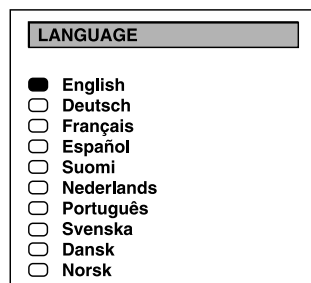 LANGUAGE
English
Deutsch
Français
Español
Suomi
Nederlands
Português
Svenska
Dansk
Norsk